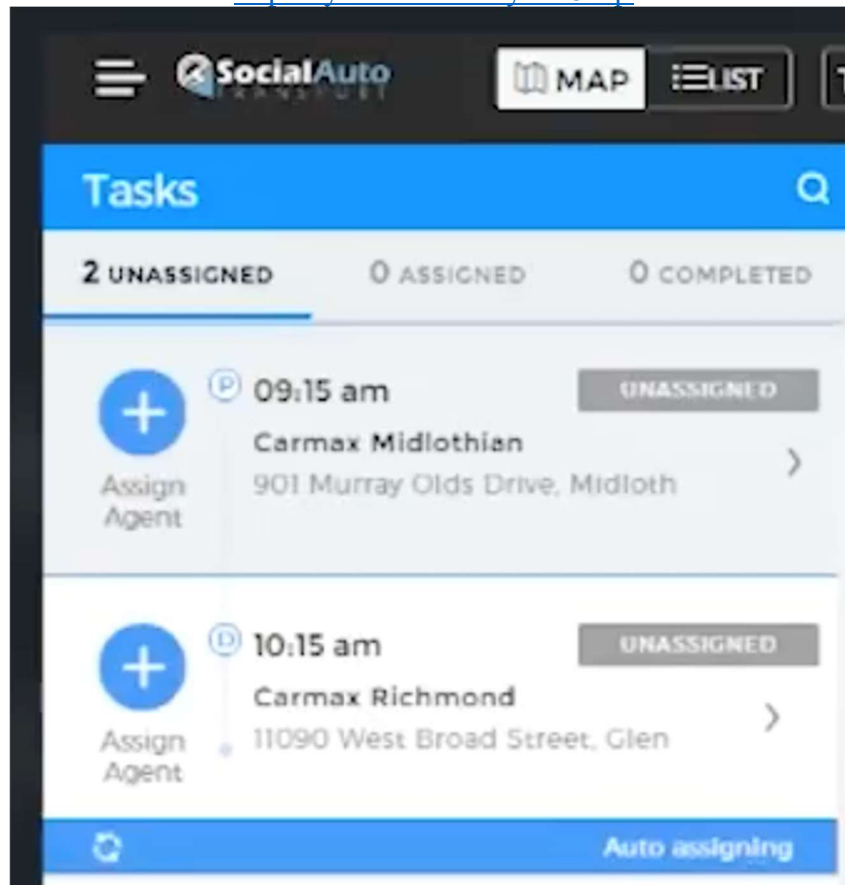 SocialAuto
TRANSPORT
MAP
LIST
Tasks
2 UNASSIGNED
0 ASSIGNED
0 COMPLETED
P
09:15 am
UNASSIGNED
Carmax Midlothian
901 Murray Olds Drive, Midloth
Assign
Agent
D
10:15 am
UNASSIGNED
Carmax Richmond
11090 West Broad Street, Glen
Assign
Agent
Auto assigning